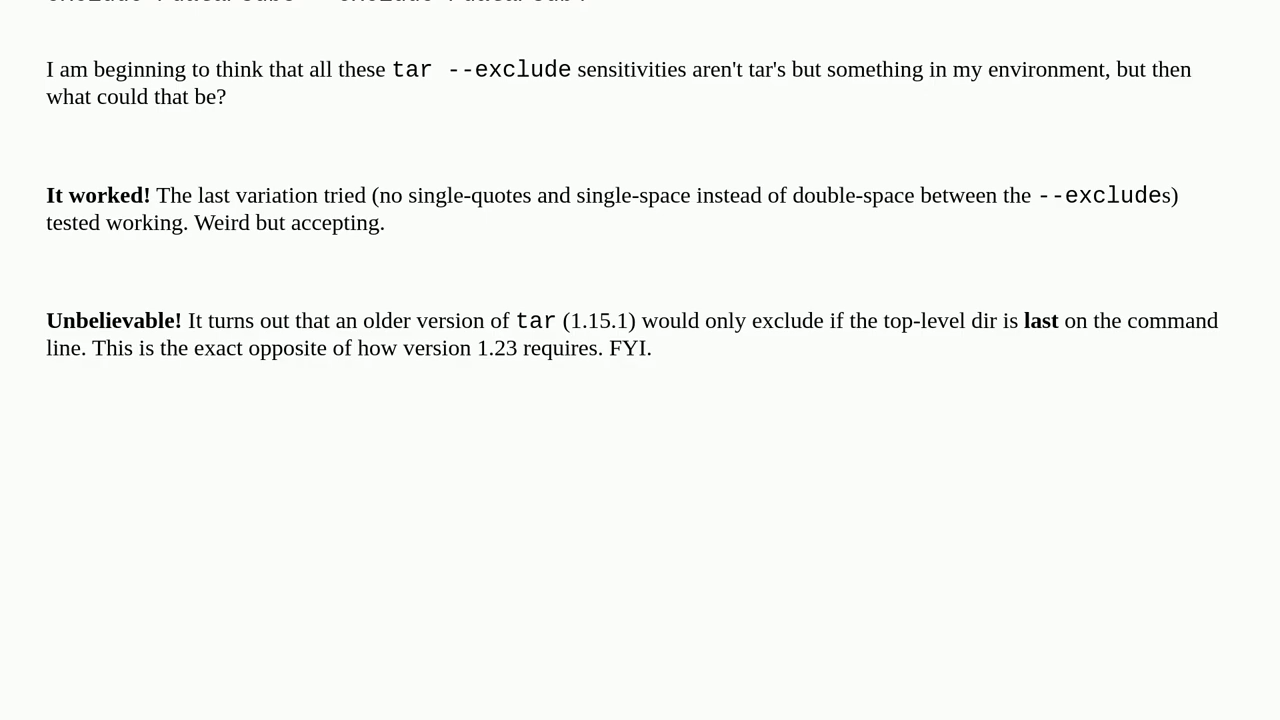 I am beginning to think that all these tar --exclude sensitivities aren't tar's but something in my environment, but then
what could that be?
It worked! The last variation tried (no single-quotes and single-space instead of double-space between the --excludes)
tested working. Weird but accepting.
Unbelievable! It turns out that an older version of tar (1.15.1) would only exclude if the top-level dir is last on the command
line. This is the exact opposite of how version 1.23 requires. FYI.